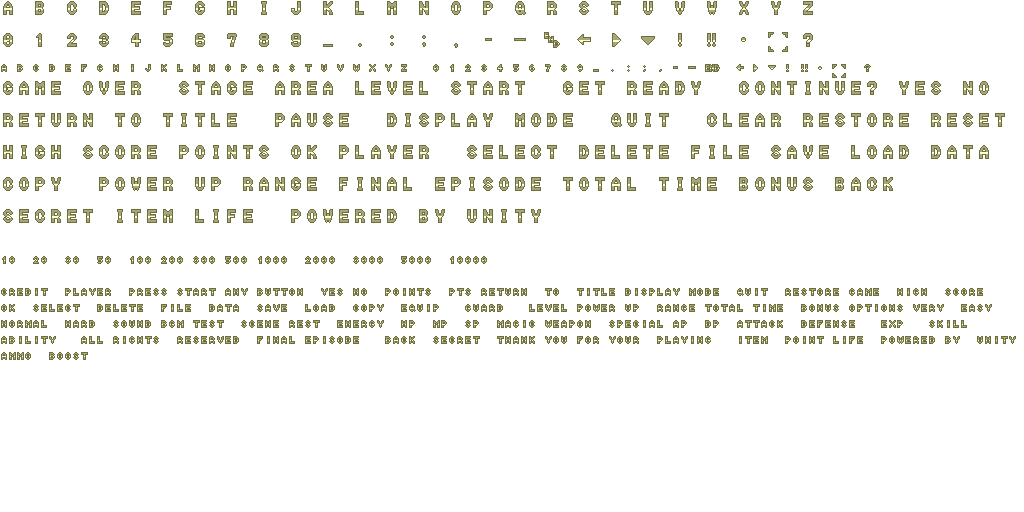 A B C D E F G H I J K L M N O P Q R S T U V W X Y Z
0 1 2 3 4 5 6 7 8 9 _ . : ; , - — ← ▷ ▽ ! !! · ?
A B C D E F G H I J K L M N O P Q R S T U V W X Y Z 0 1 2 3 4 5 6 7 8 9 _ . : ; , - — ← ▷ ▽ ! !! · ↑
GAME OVER STAGE AREA LEVEL START GET READY CONTINUE? YES NO
RETURN TO TITLE PAUSE DISPLAY MODE QUIT CLEAR RESTORE RESET
HIGH SCORE POINTS OK PLAYER SELECT DELETE FILE SAVE LOAD DATA
COPY POWER UP RANGE FINAL EPISODE TOTAL TIME BONUS BACK
SECRET ITEM LIFE POWERED BY UNITY
10 20 30 50 100 200 300 500 1000 2000 3000 5000 10000
CREDIT PLAYER PRESS START ANY BUTTON YES NO POINTS PTS RETURN TO TITLE DISPLAY MODE QUIT RESTORE GAME HIGH SCORE
OK SELECT DELETE FILE DATA SAVE LOAD COPY EQUIP GUARD LEVEL POWER UP RANGE TOTAL TIME BONUS OPTIONS VERY EASY
NORMAL HARD SOUND BGM TEST SCENE REST ENERGY HP MP SP MAGIC WEAPON SPECIAL AP DP ATTACK DEFENSE EXP SKILL
ABILITY ALL RIGHTS RESERVED FINAL EPISODE BACK SECRET THANK YOU FOR YOUR PLAYING ITEM POINT LIFE POWERED BY UNITY
AMMO BOOST